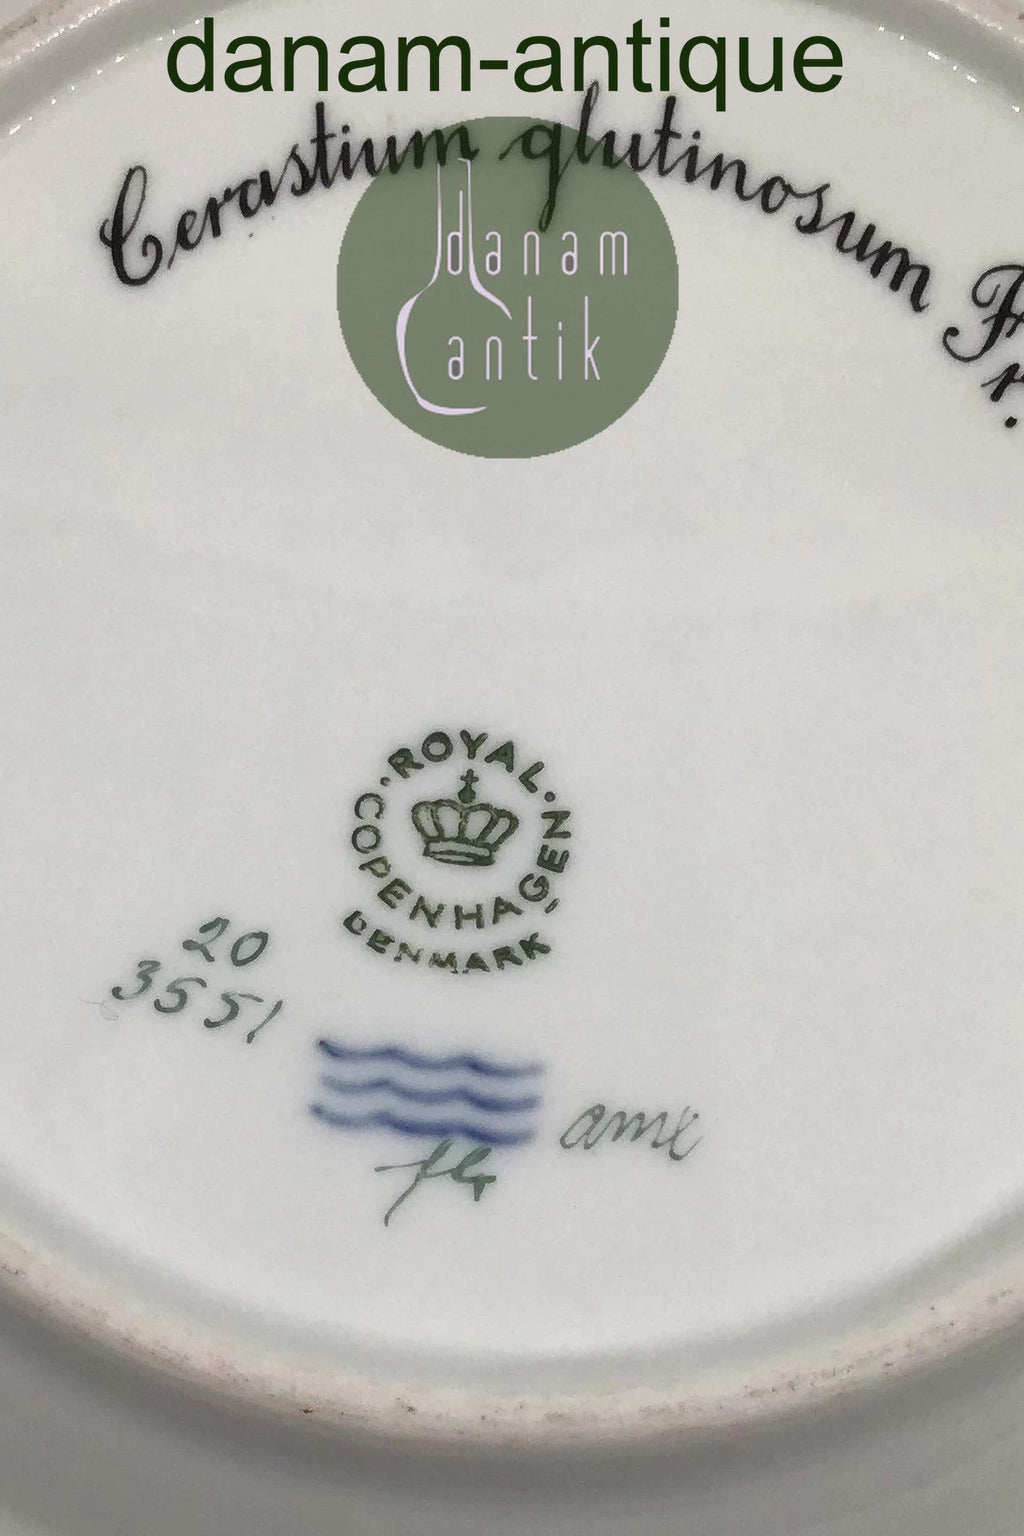 danam-antique
Cerastium glutinosum Fr.
danam
antik
ROYAL
COPENHAGEN
DENMARK
20
3551